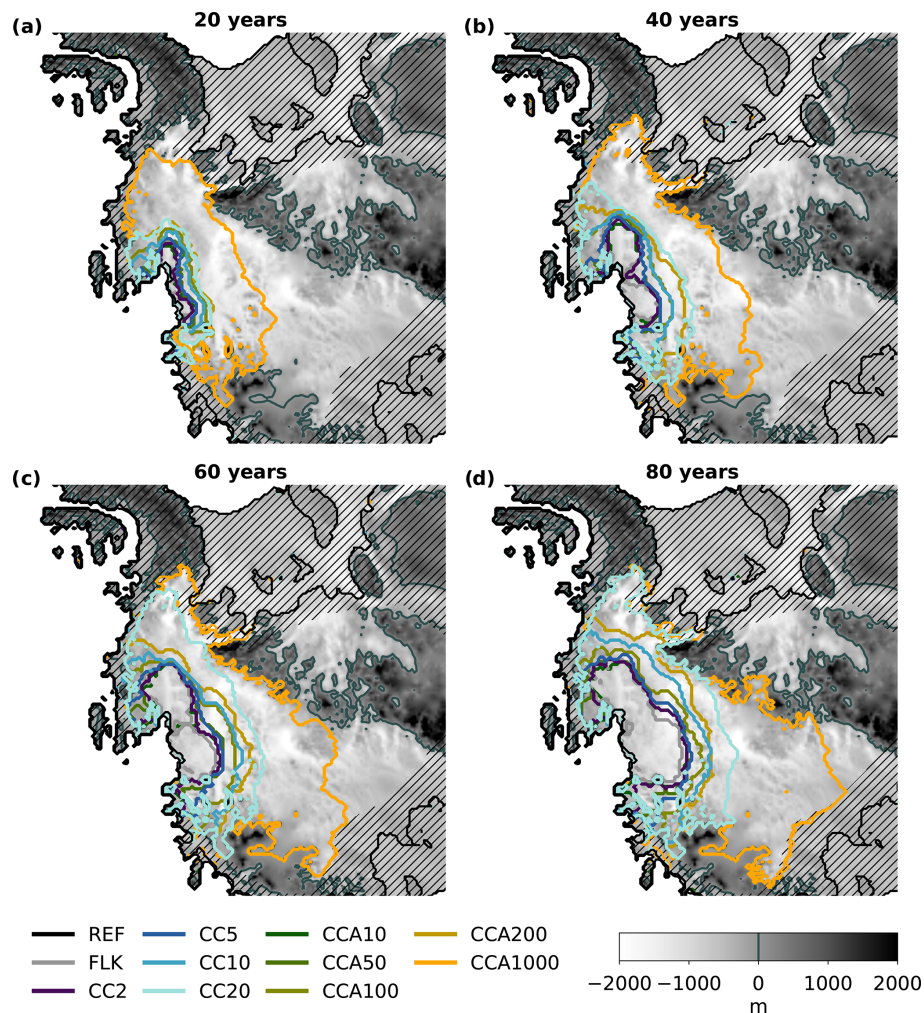 (a) 20 years (b) 40 years
(c) 60 years (d) 80 years
REF CC5 CCA10 CCA200
FLK CC10 CCA50 CCA1000
CC2 CC20 CCA100
−2000 −1000 0 1000 2000
m